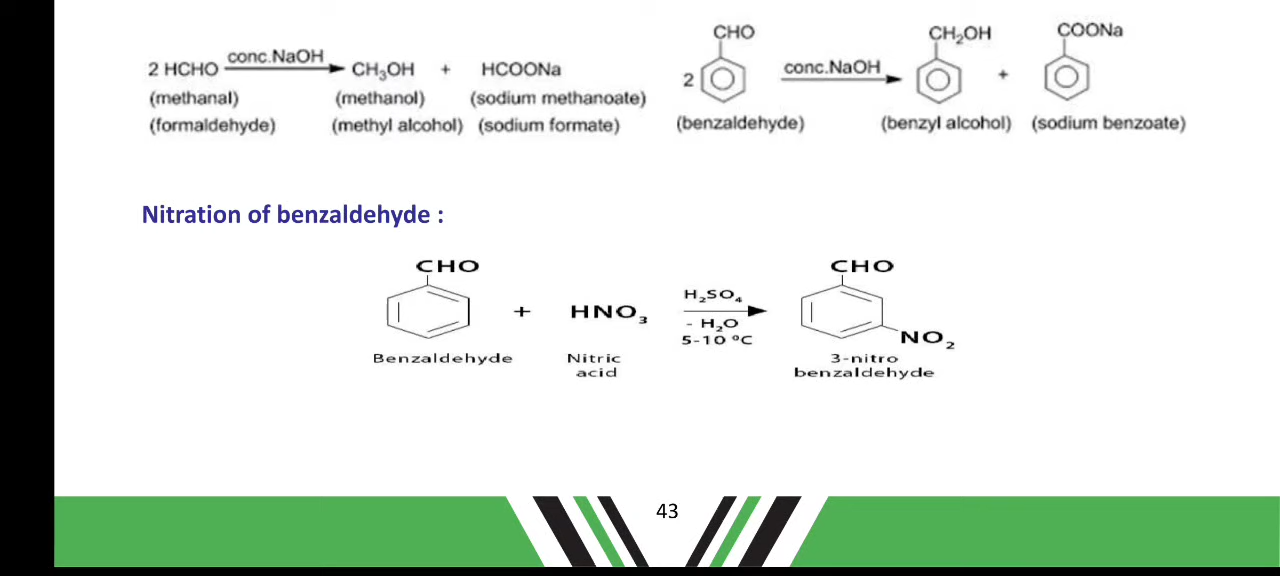 2 HCHO conc.NaOH CH₃OH + HCOONa
(methanal) (methanol) (sodium methanoate)
(formaldehyde) (methyl alcohol) (sodium formate)
CHO CH₂OH COONa
2 conc.NaOH +
(benzaldehyde) (benzyl alcohol) (sodium benzoate)
Nitration of benzaldehyde :
CHO CHO
+ HNO₃ H₂SO₄
- H₂O
5-10 ºC
NO₂
Benzaldehyde Nitric 3-nitro
acid benzaldehyde
43